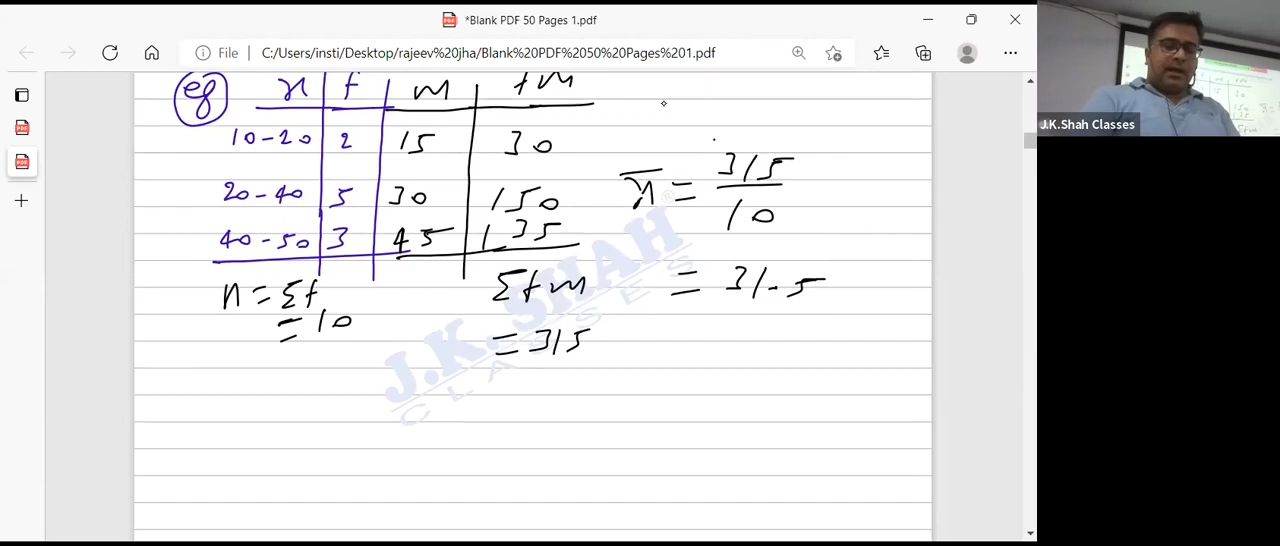 *Blank PDF 50 Pages 1.pdf
File C:/Users/insti/Desktop/rajeev%20jha/Blank%20PDF%2050%20Pages%201.pdf
J.K.Shah Classes
eg x f m fm
10-20 2 15 30
20-40 5 30 150
40-50 3 45 135
n = Σf
= 10
Σfm
= 315
x̄ = 315/10
= 31.5
J.K. SHAH®
CLASSES